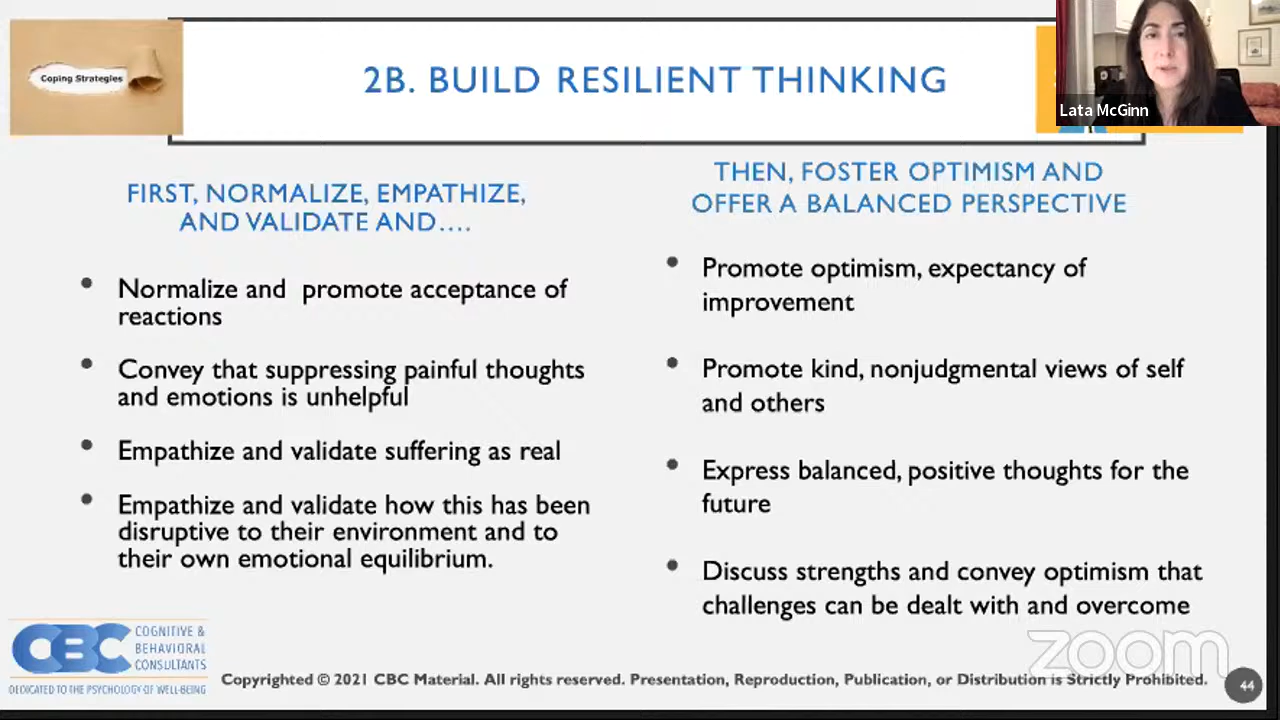 Coping Strategies
2B. BUILD RESILIENT THINKING
Lata McGinn
FIRST, NORMALIZE, EMPATHIZE,
AND VALIDATE AND....
• Normalize and promote acceptance of
reactions
• Convey that suppressing painful thoughts
and emotions is unhelpful
• Empathize and validate suffering as real
• Empathize and validate how this has been
disruptive to their environment and to
their own emotional equilibrium.
THEN, FOSTER OPTIMISM AND
OFFER A BALANCED PERSPECTIVE
• Promote optimism, expectancy of
improvement
• Promote kind, nonjudgmental views of self
and others
• Express balanced, positive thoughts for the
future
• Discuss strengths and convey optimism that
challenges can be dealt with and overcome
CBC
COGNITIVE &
BEHAVIORAL
CONSULTANTS
DEDICATED TO THE PSYCHOLOGY OF WELL-BEING
Copyrighted © 2021 CBC Material. All rights reserved. Presentation, Reproduction, Publication, or Distribution is Strictly Prohibited.
zoom
44